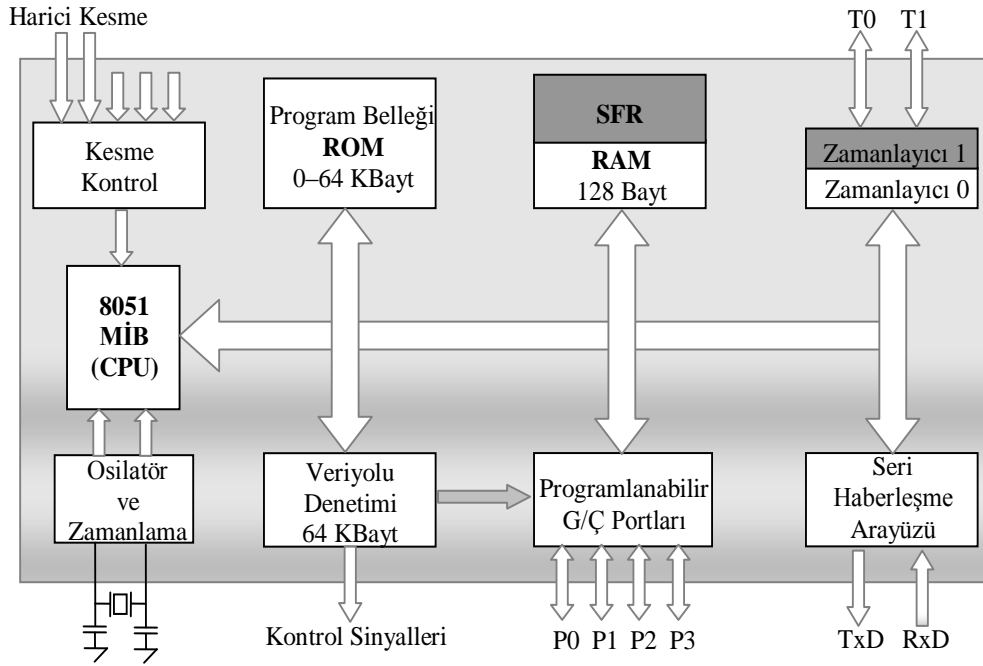 Harici Kesme
T0 T1
Program Belleği
ROM
0–64 KBayt
SFR
RAM
128 Bayt
Zamanlayıcı 1
Zamanlayıcı 0
Kesme
Kontrol
8051
MİB
(CPU)
Osilatör
ve
Zamanlama
Veriyolu
Denetimi
64 KBayt
Programlanabilir
G/Ç Portları
Seri
Haberleşme
Arayüzü
Kontrol Sinyalleri
P0 P1 P2 P3
TxD RxD